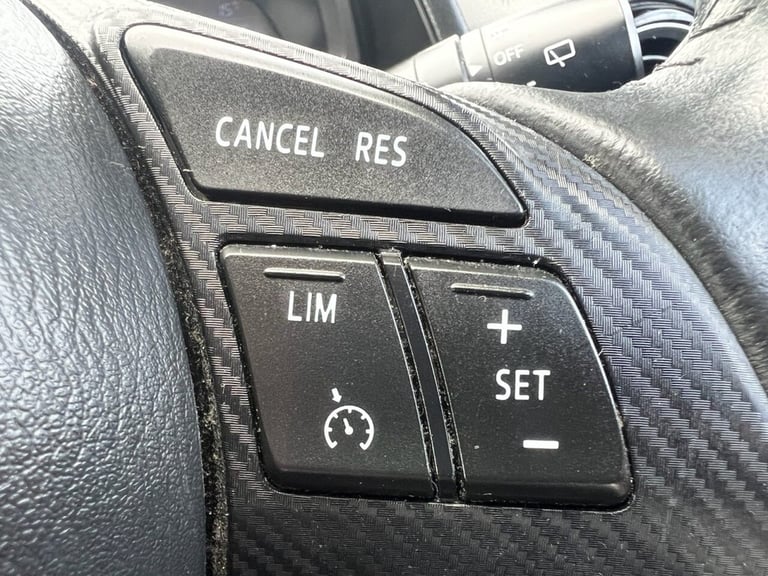 OFF
CANCEL RES
LIM
+
SET
-